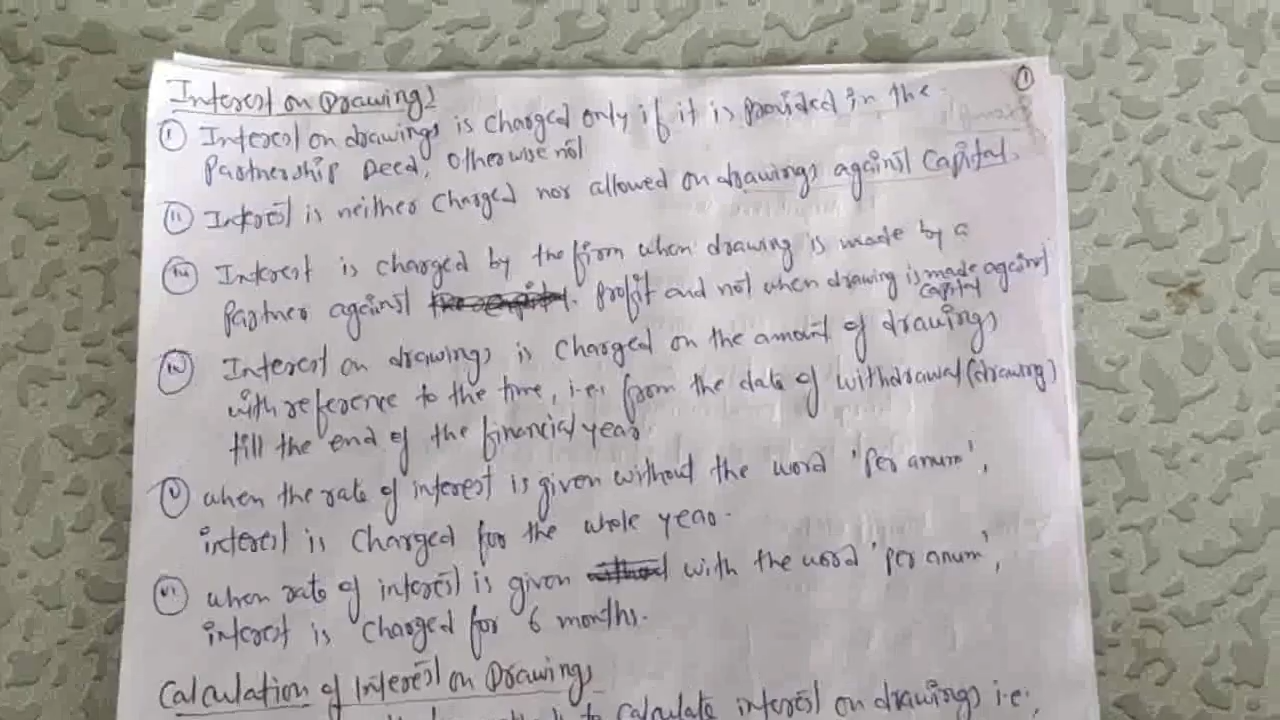 ①
Interest on Drawings
① Interest on drawings is charged only if it is provided in the
Partnership Deed, otherwise not
ⅱ Interest is neither charged nor allowed on drawings against Capital.
ⅲ Interest is charged by the firm when drawing is made by a
Partner against Profit and not when drawing is made against
capital
ⅳ Interest on drawings is charged on the amount of drawings
with reference to the time, i.e; from the date of withdrawal (drawing)
till the end of the financial year.
ⅴ when the rate of interest is given without the word 'Per anum',
interest is charged for the whole year.
ⅵ when rate of interest is given with the word 'Per anum',
interest is charged for 6 months.
Calculation of Interest on Drawings
to calculate interest on drawings i.e;